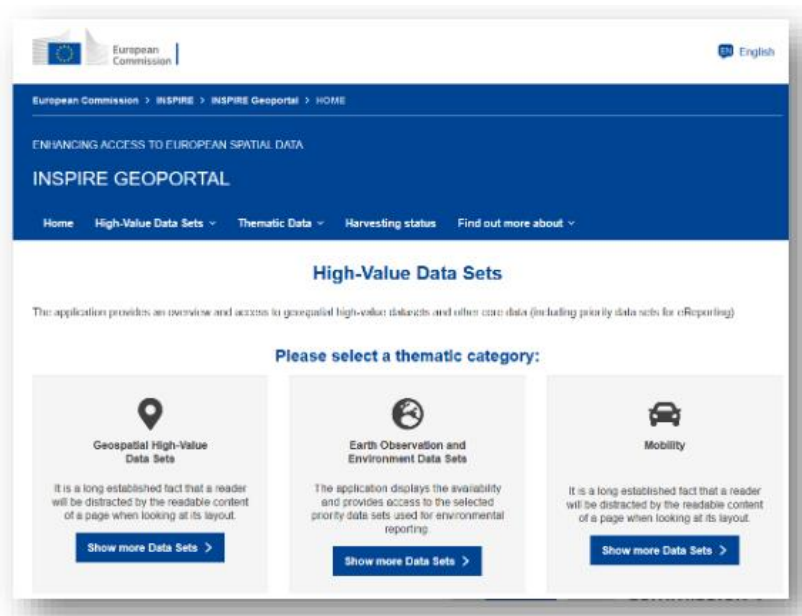 European
Commission
EN English
European Commission > INSPIRE > INSPIRE Geoportal > HOME
ENHANCING ACCESS TO EUROPEAN SPATIAL DATA
INSPIRE GEOPORTAL
Home High-Value Data Sets Thematic Data Harvesting status Find out more about
High-Value Data Sets
The application provides an overview and access to geospatial high-value datasets and other core data (including priority data sets for eReporting)
Please select a thematic category:
Geospatial High-Value
Data Sets
It is a long established fact that a reader
will be distracted by the readable content
of a page when looking at its layout.
Show more Data Sets >
Earth Observation and
Environment Data Sets
The application displays the availability
and provides access to the selected
priority data sets used for environmental
reporting.
Show more Data Sets >
Mobility
It is a long established fact that a reader
will be distracted by the readable content
of a page when looking at its layout.
Show more Data Sets >